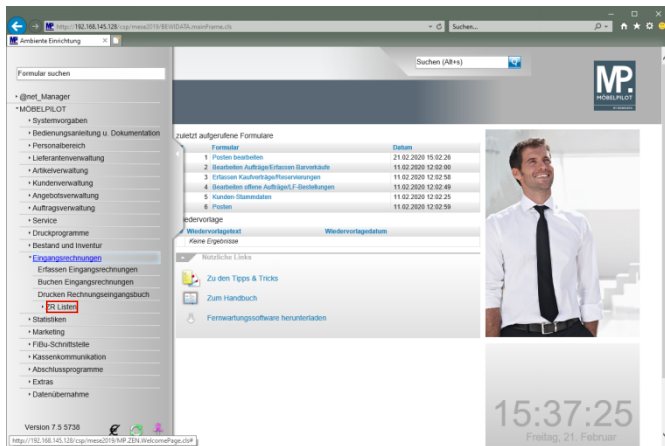 http://192.168.145.128/csp/mese2019/BEWIDATA.mainFrame.cls
Suchen...
Ambiente Einrichtung
Formular suchen
Suchen (Alt+s)
MP.
MÖBELPILOT
@net_Manager
MÖBELPILOT
Systemvorgaben
Bedienungsanleitung u. Dokumentation
Personalbereich
Lieferantenverwaltung
Artikelverwaltung
Kundenverwaltung
Angebotsverwaltung
Auftragsverwaltung
Service
Druckprogramme
Bestand und Inventur
Eingangsrechnungen
Erfassen Eingangsrechnungen
Buchen Eingangsrechnungen
Drucken Rechnungseingangsbuch
ZR Listen
Statistiken
Marketing
FiBu-Schnittstelle
Kassenkommunikation
Abschlussprogramme
Extras
Datenübernahme
Version 7.5 5738
http://192.168.145.128/csp/mese2019/MP.ZEN.WelcomePage.cls#
zuletzt aufgerufene Formulare
Formular Datum
1 Posten bearbeiten 21.02.2020 15:02:26
2 Bearbeiten Aufträge/Erfassen Barverkäufe 11.02.2020 12:02:00
3 Erfassen Kaufverträge/Reservierungen 11.02.2020 12:02:58
4 Bearbeiten offene Aufträge/LF-Bestellungen 11.02.2020 12:02:49
5 Kunden-Stammdaten 11.02.2020 12:02:25
6 Posten 11.02.2020 12:02:59
iedervorlage
Wiedervorlagetext Wiedervorlagedatum
Keine Ergebnisse
Nützliche Links
Zu den Tipps & Tricks
Zum Handbuch
Fernwartungssoftware herunterladen
15:37:25
Freitag, 21. Februar